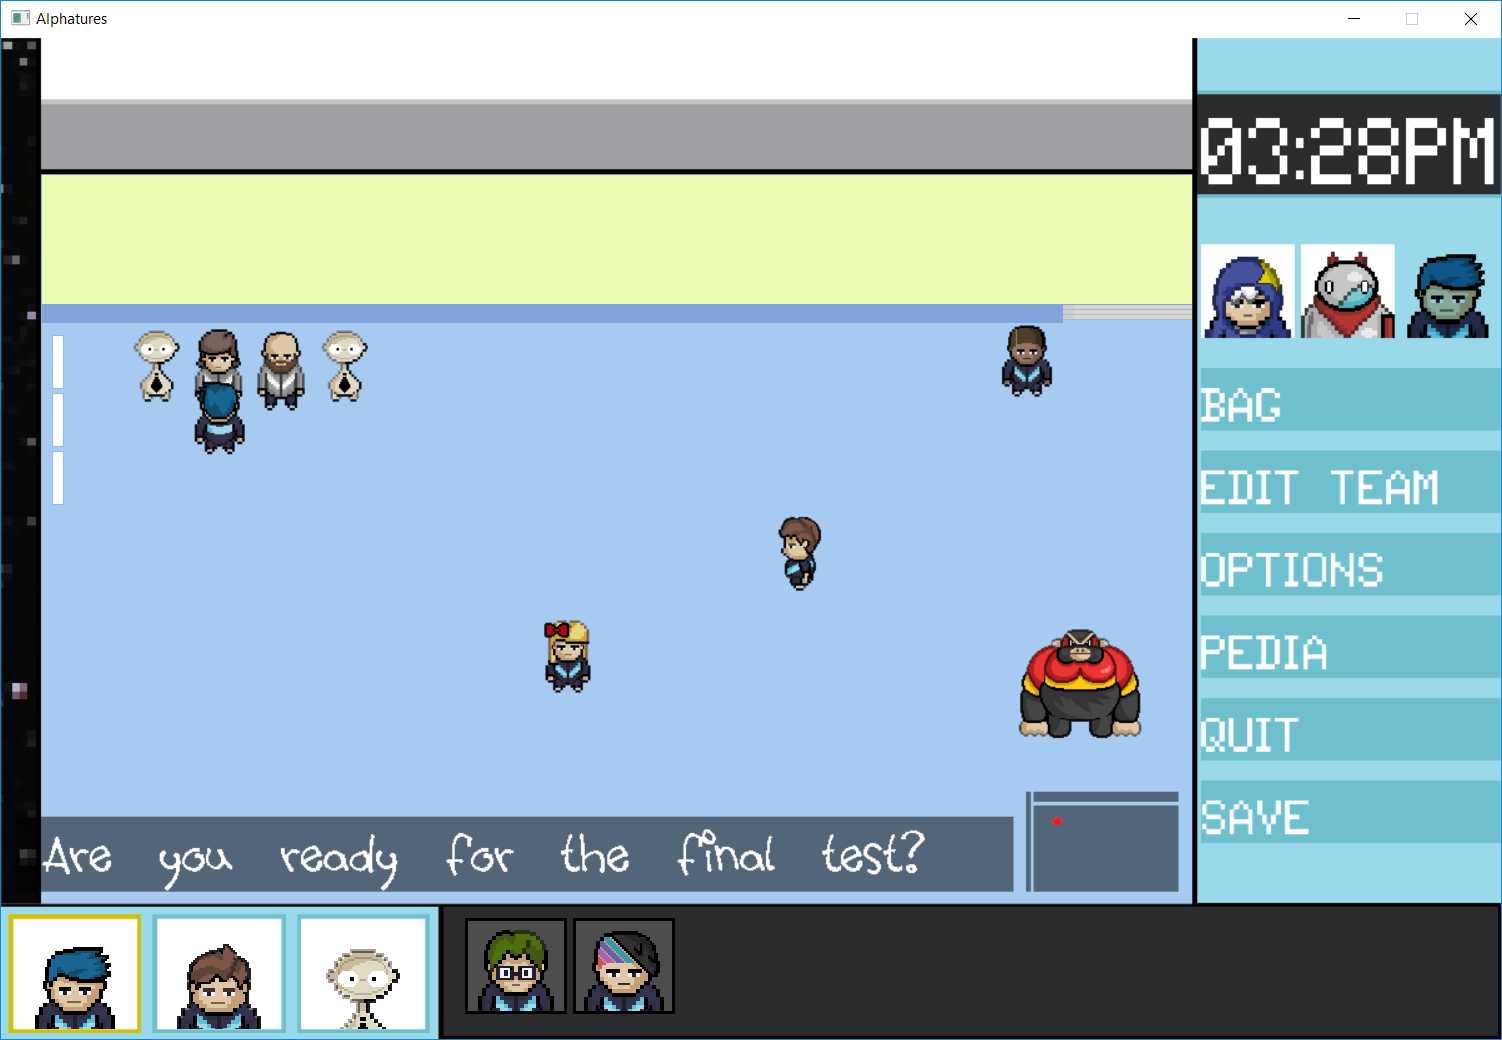 Alphatures
03:28PM
BAG
EDIT TEAM
OPTIONS
PEDIA
QUIT
SAVE
Are you ready for the final test?